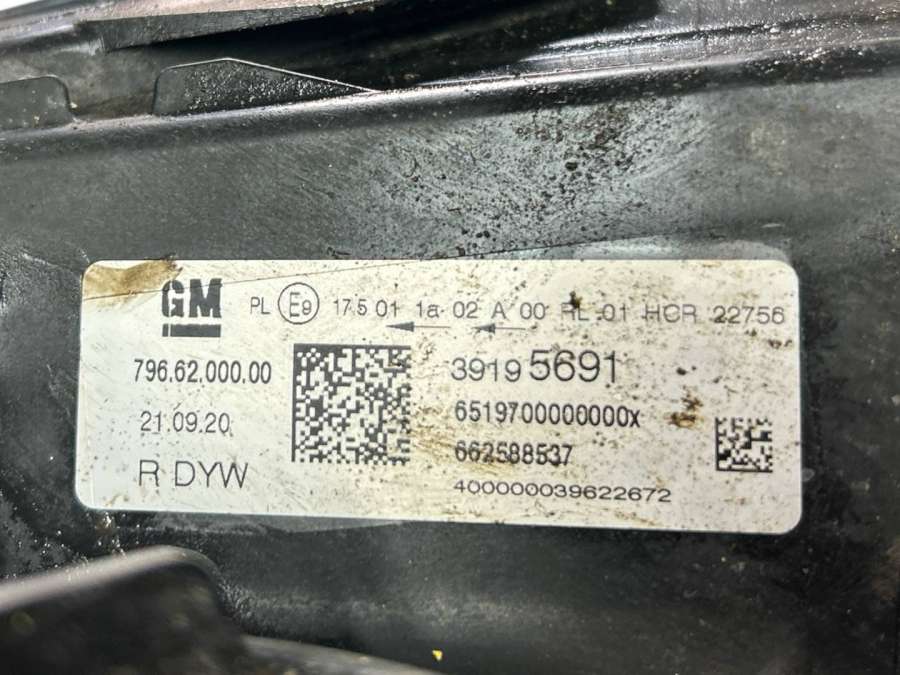 GM PL E9 17.5 01 1a 02 A 00 RL 01 HCR 22756
796.62.000.00
39195691
21.09.20
6519700000000x
R DYW
662588537
400000039622672